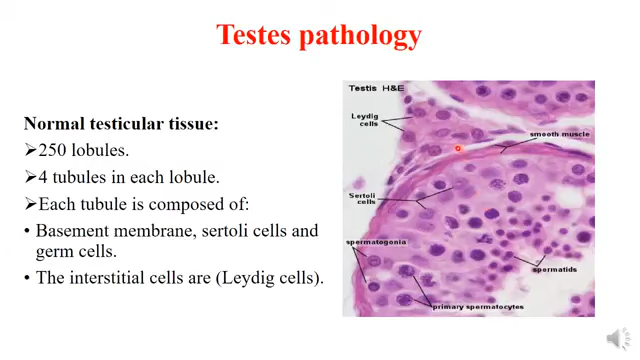 Testes pathology
Normal testicular tissue:
➢250 lobules.
➢4 tubules in each lobule.
➢Each tubule is composed of:
• Basement membrane, sertoli cells and
germ cells.
• The interstitial cells are (Leydig cells).
Testis H&E
Leydig
cells
smooth muscle
Sertoli
cells
spermatogonia
spermatids
primary spermatocytes